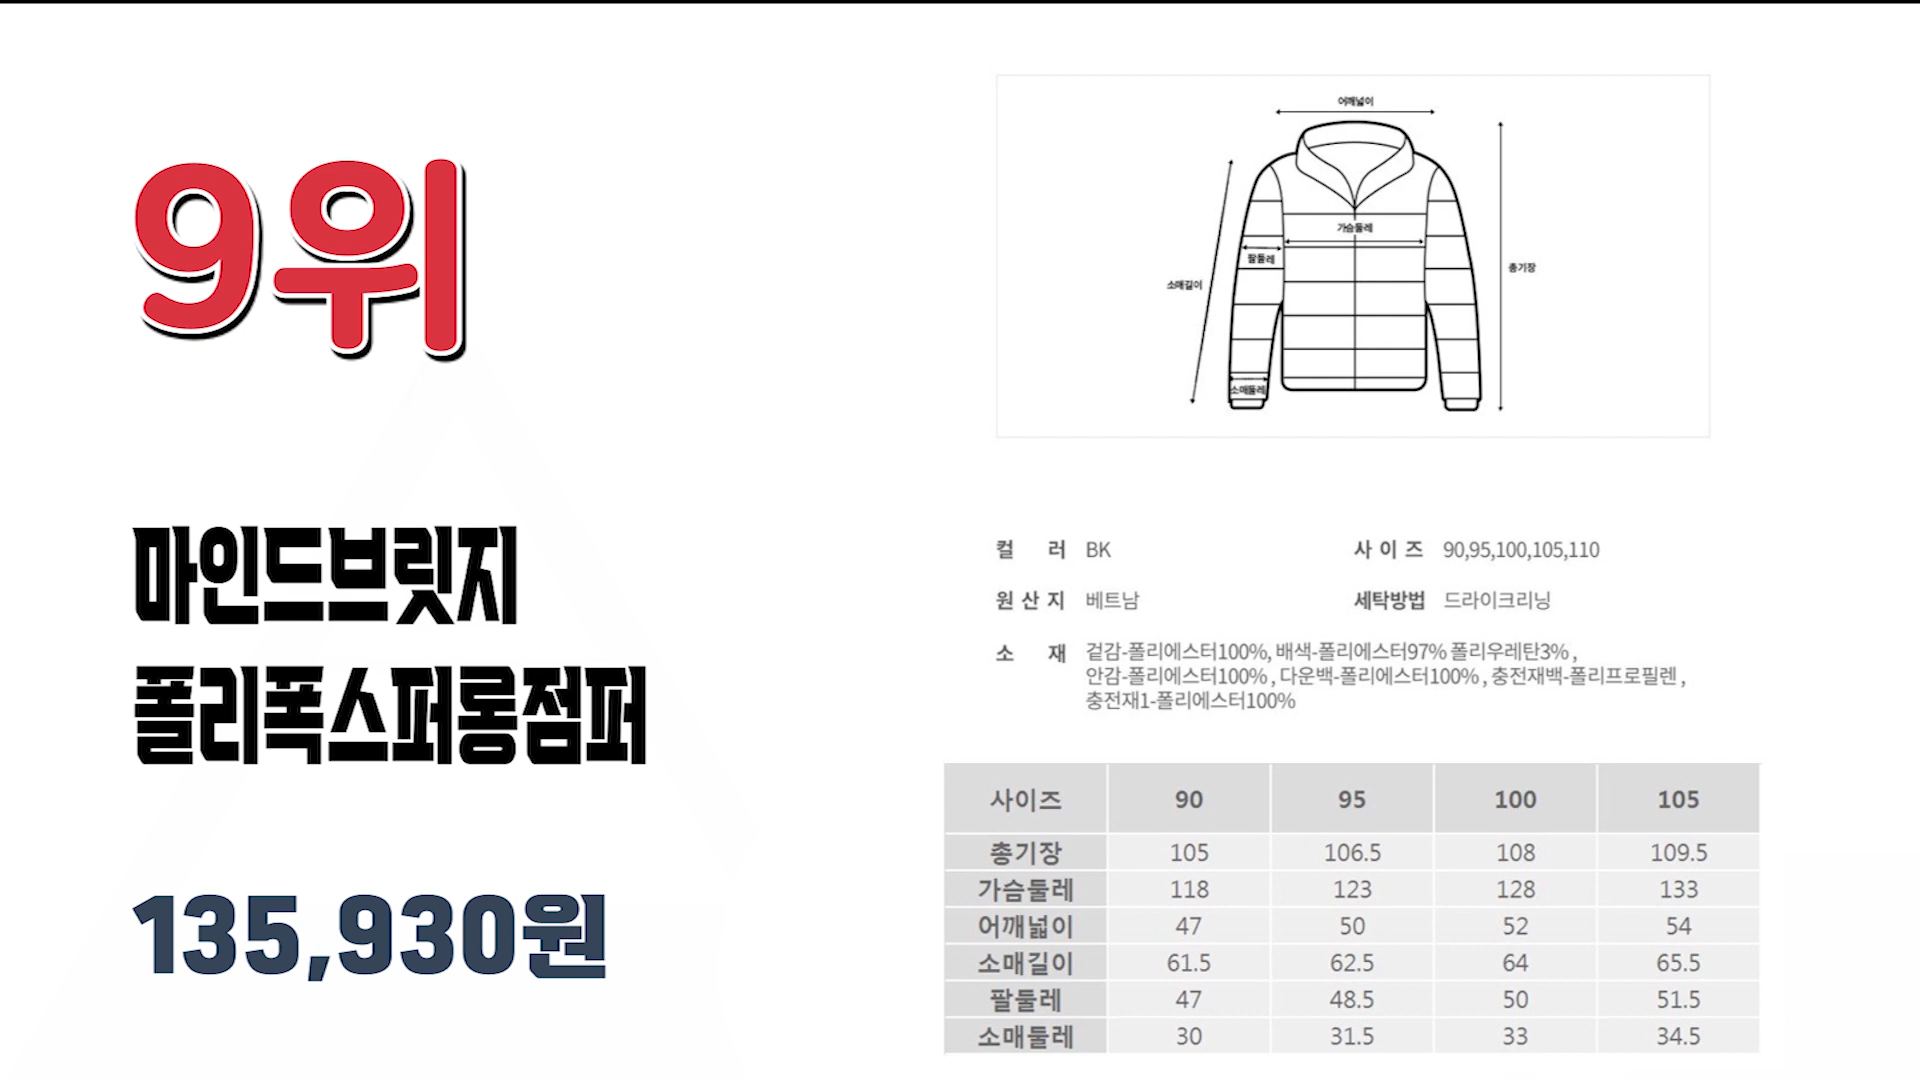 9위
마인드브릿지
폴리폭스퍼롱점퍼
135,930원
어깨넓이
가슴둘레
팔둘레
소매길이
총기장
소매둘레
컬 러 BK 사 이 즈 90,95,100,105,110
원 산 지 베트남 세탁방법 드라이크리닝
소 재 겉감-폴리에스터100%, 배색-폴리에스터97% 폴리우레탄3% ,
안감-폴리에스터100% , 다운백-폴리에스터100% , 충전재백-폴리프로필렌 ,
충전재1-폴리에스터100%
사이즈 90 95 100 105
총기장 105 106.5 108 109.5
가슴둘레 118 123 128 133
어깨넓이 47 50 52 54
소매길이 61.5 62.5 64 65.5
팔둘레 47 48.5 50 51.5
소매둘레 30 31.5 33 34.5